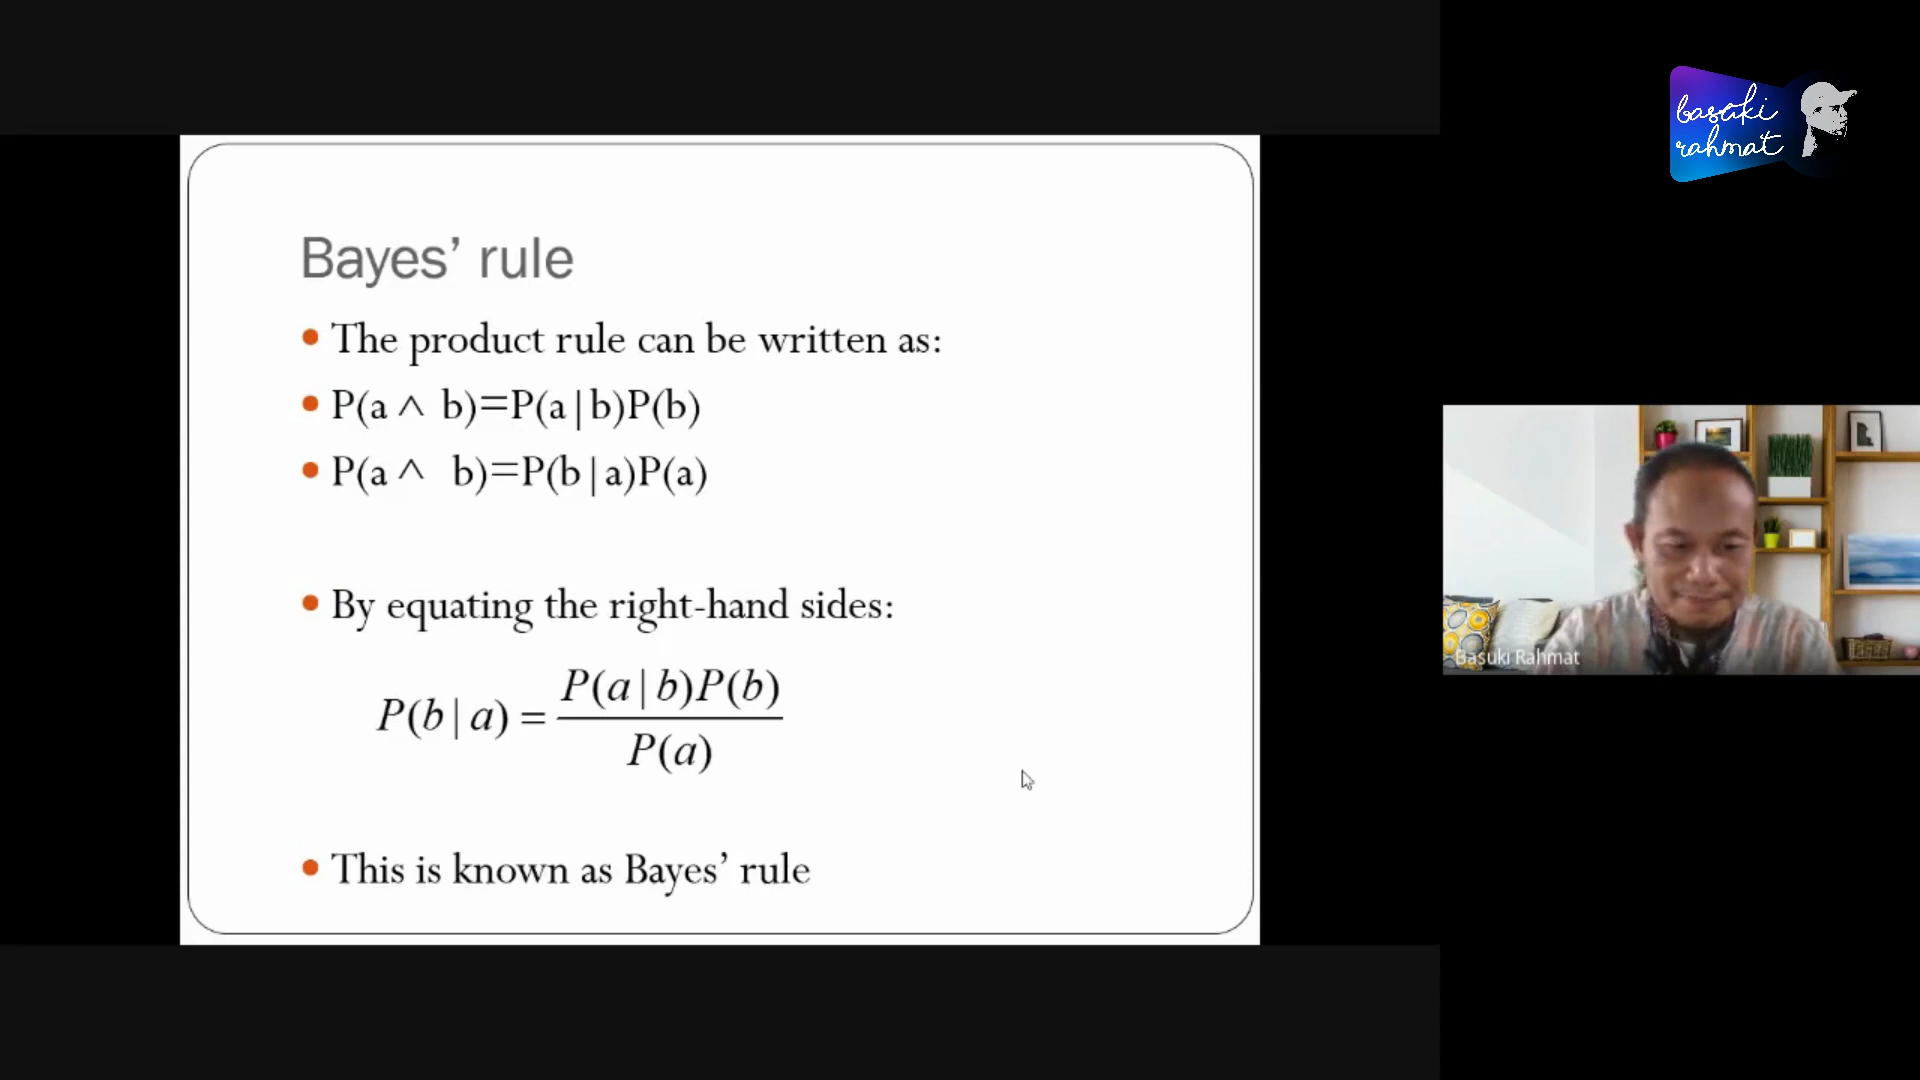 basuki
rahmat
Bayes’ rule
The product rule can be written as:
P(a ∧ b)=P(a|b)P(b)
P(a ∧ b)=P(b|a)P(a)
By equating the right-hand sides:
P(b|a) = P(a|b)P(b) / P(a)
This is known as Bayes’ rule
Basuki Rahmat